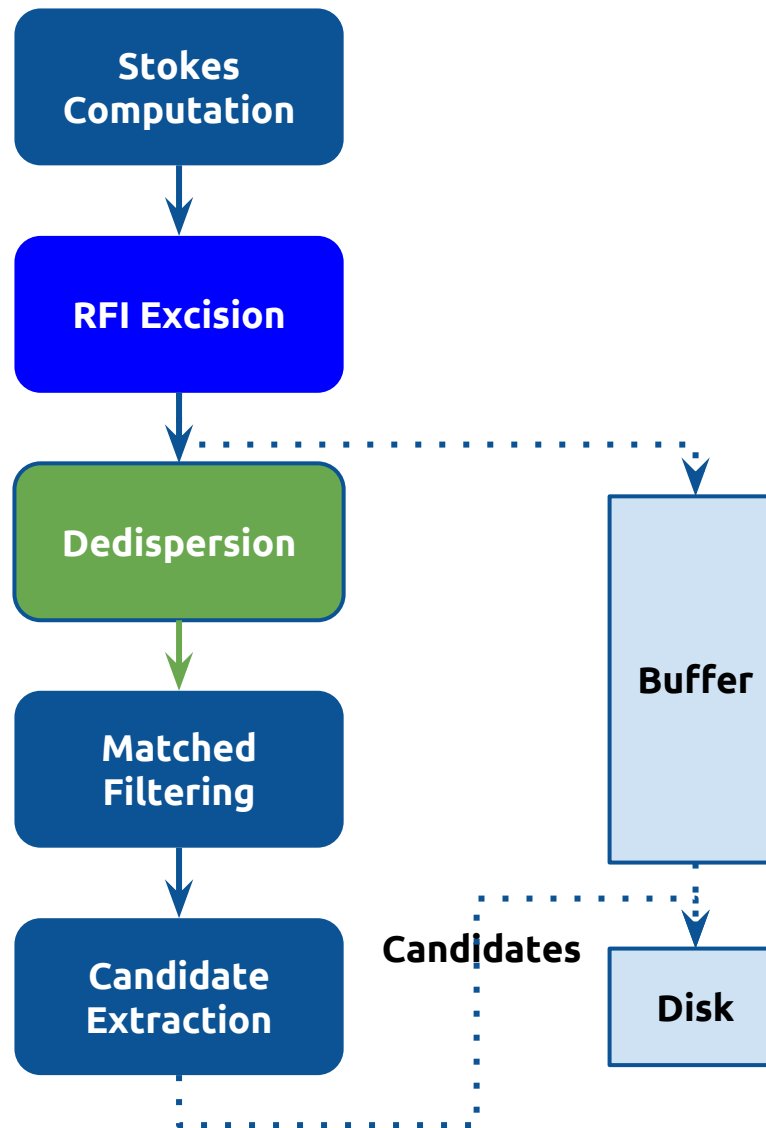 Stokes
Computation
RFI Excision
Dedispersion
Matched
Filtering
Candidate
Extraction
Buffer
Candidates
Disk